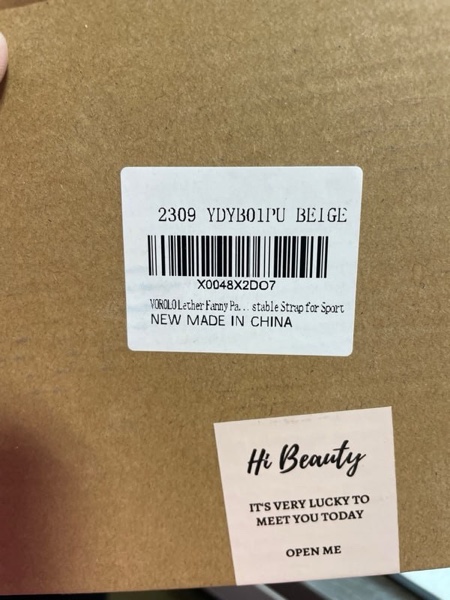 2309 YDYB01PU BEIGE
X0048X2DO7
VOROLO Lether Fanny Pa... stable Strap for Sport
NEW MADE IN CHINA
Hi Beauty
IT'S VERY LUCKY TO
MEET YOU TODAY
OPEN ME